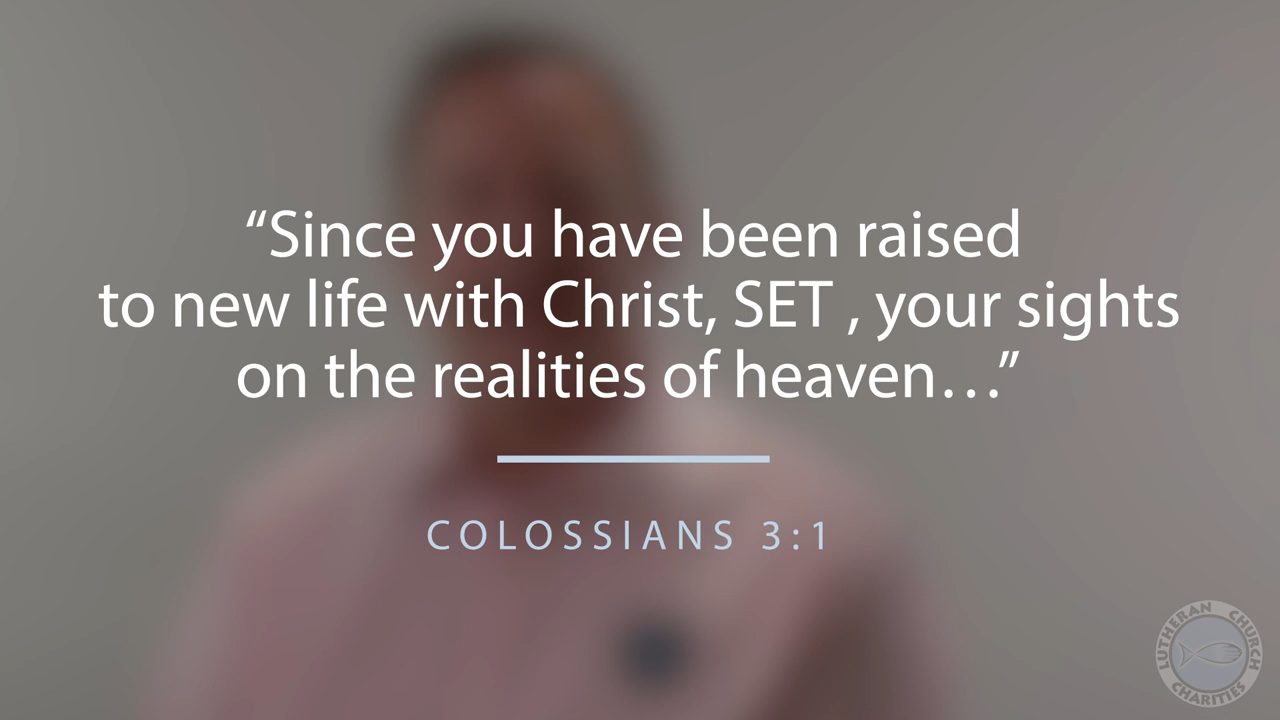 “Since you have been raised
to new life with Christ, SET , your sights
on the realities of heaven…”
COLOSSIANS 3:1
LUTHERAN CHURCH CHARITIES